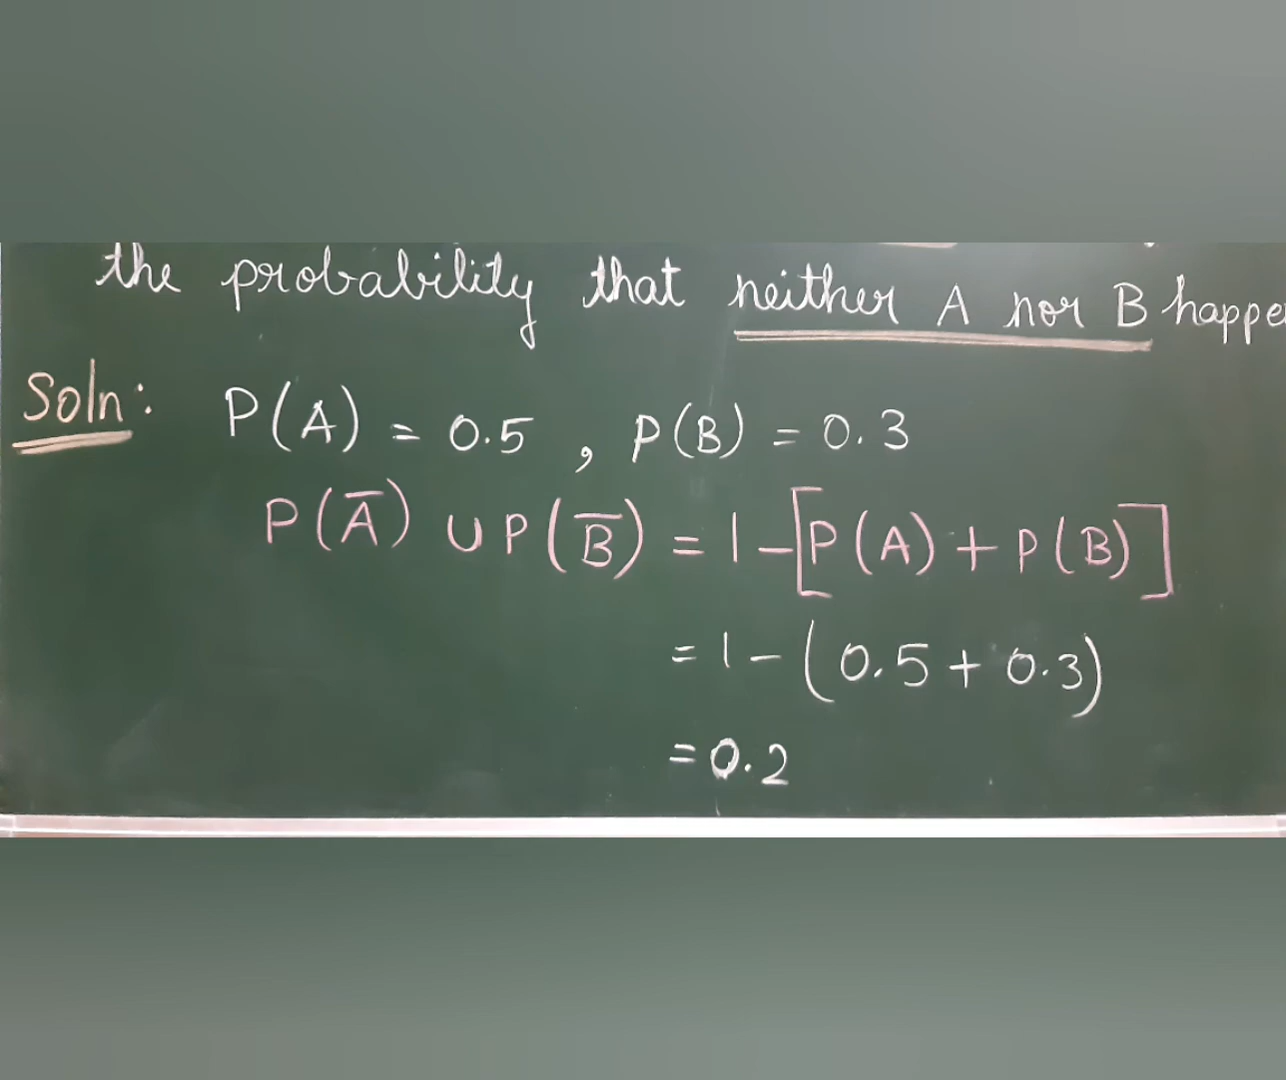 the probability that neither A nor B happe
Soln: P(A) = 0.5 , P(B) = 0.3
P(A̅) ∪ P(B̅) = 1 - [P(A) + P(B)]
= 1 - (0.5 + 0.3)
= 0.2